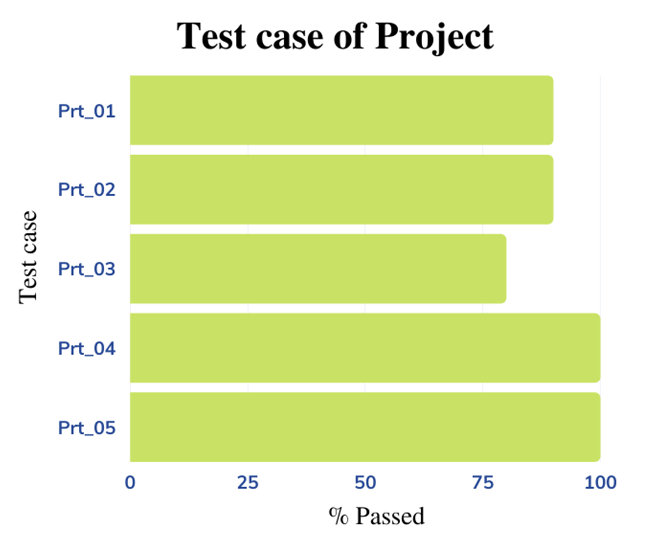 Test case of Project
Test case
Prt_01
Prt_02
Prt_03
Prt_04
Prt_05
0 25 50 75 100
% Passed